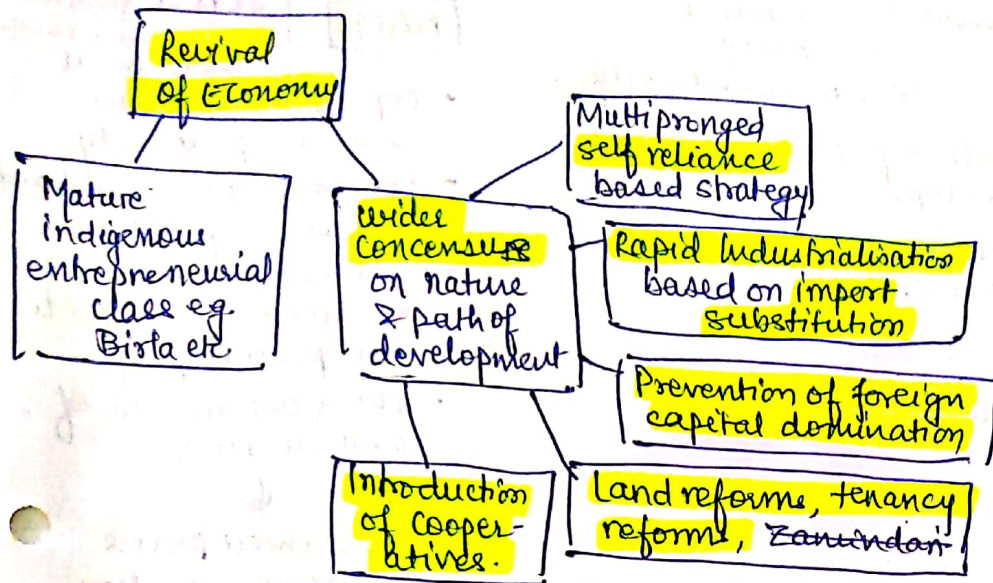 Revival
of Economy
Mature
indigenous
entrepreneurial
class eg.
Birla etc
wider
concensus
on nature
& path of
development
Multipronged
self reliance
based strategy
Rapid Industrialisation
based on import
substitution
Prevention of foreign
capital domination
Introduction
of cooper-
atives.
Land reforms, tenancy
reforms, Zamindari